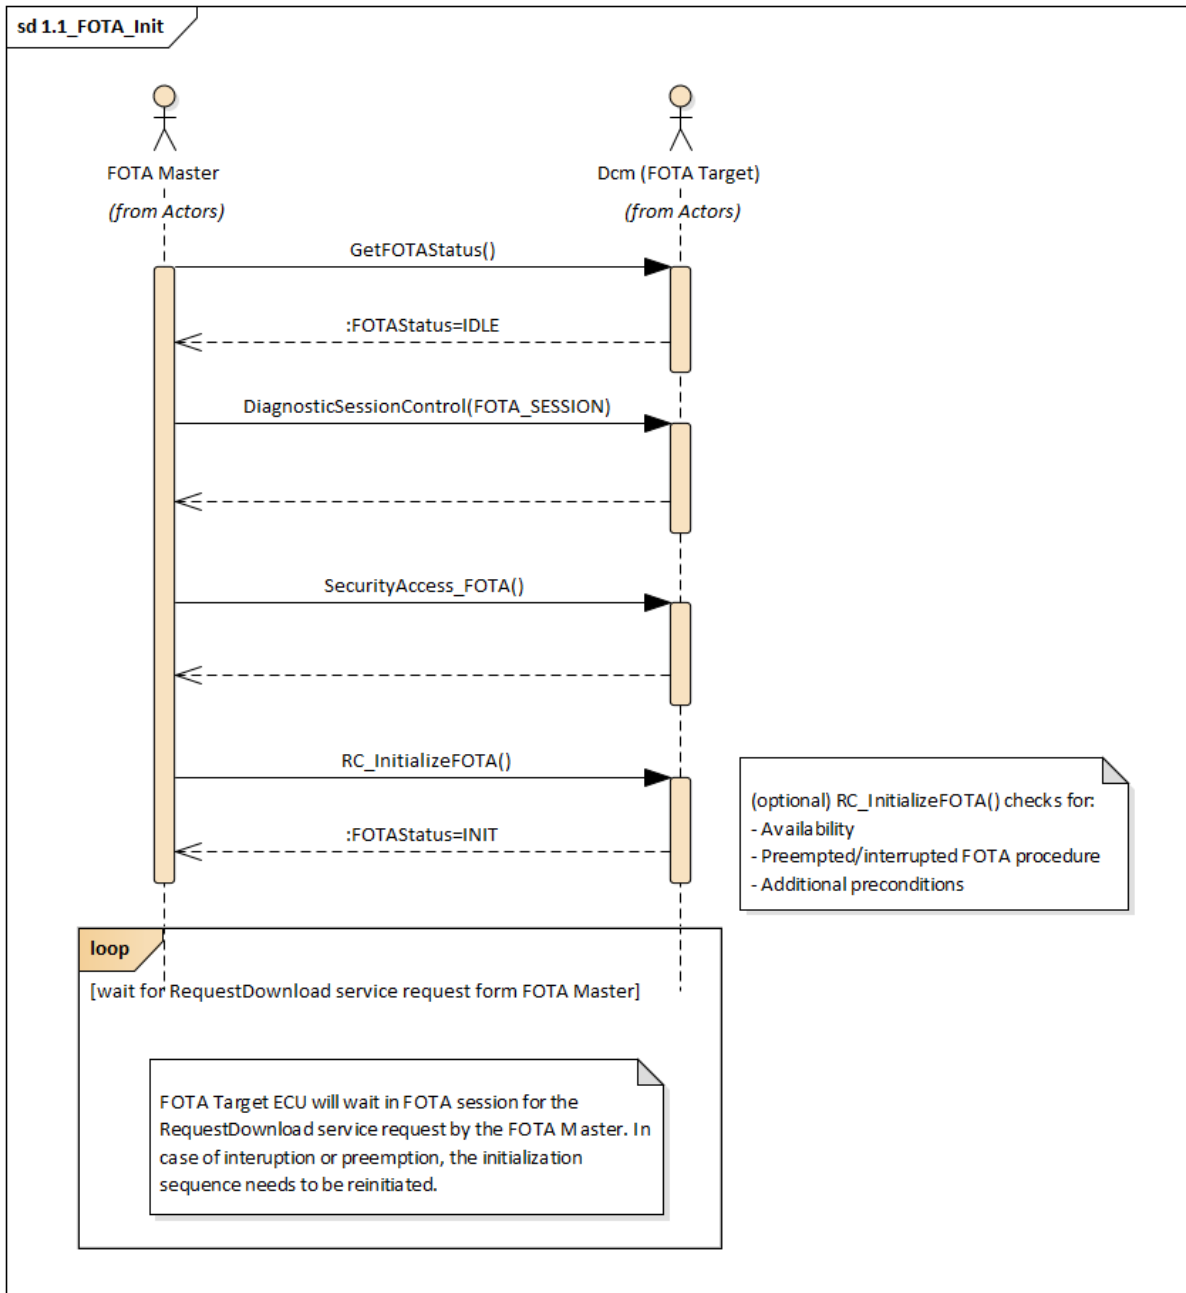 sd 1.1_FOTA_Init
FOTA Master
(from Actors)
Dcm (FOTA Target)
(from Actors)
GetFOTAStatus()
:FOTAStatus=IDLE
DiagnosticSessionControl(FOTA_SESSION)
SecurityAccess_FOTA()
RC_InitializeFOTA()
:FOTAStatus=INIT
(optional) RC_InitializeFOTA() checks for:
- Availability
- Preempted/interrupted FOTA procedure
- Additional preconditions
loop
[wait for RequestDownload service request form FOTA Master]
FOTA Target ECU will wait in FOTA session for the
RequestDownload service request by the FOTA Master. In
case of interuption or preemption, the initialization
sequence needs to be reinitiated.